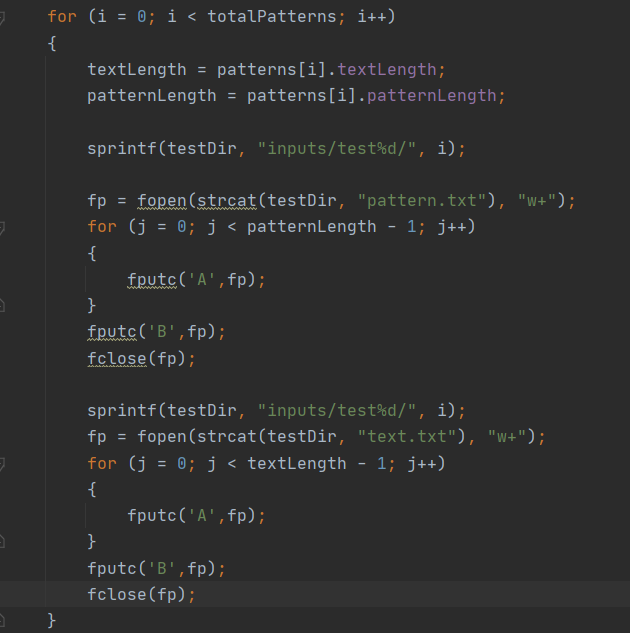 for (i = 0; i < totalPatterns; i++)
{
    textLength = patterns[i].textLength;
    patternLength = patterns[i].patternLength;

    sprintf(testDir, "inputs/test%d/", i);

    fp = fopen(strcat(testDir, "pattern.txt"), "w+");
    for (j = 0; j < patternLength - 1; j++)
    {
        fputc('A',fp);
    }
    fputc('B',fp);
    fclose(fp);

    sprintf(testDir, "inputs/test%d/", i);
    fp = fopen(strcat(testDir, "text.txt"), "w+");
    for (j = 0; j < textLength - 1; j++)
    {
        fputc('A',fp);
    }
    fputc('B',fp);
    fclose(fp);
}